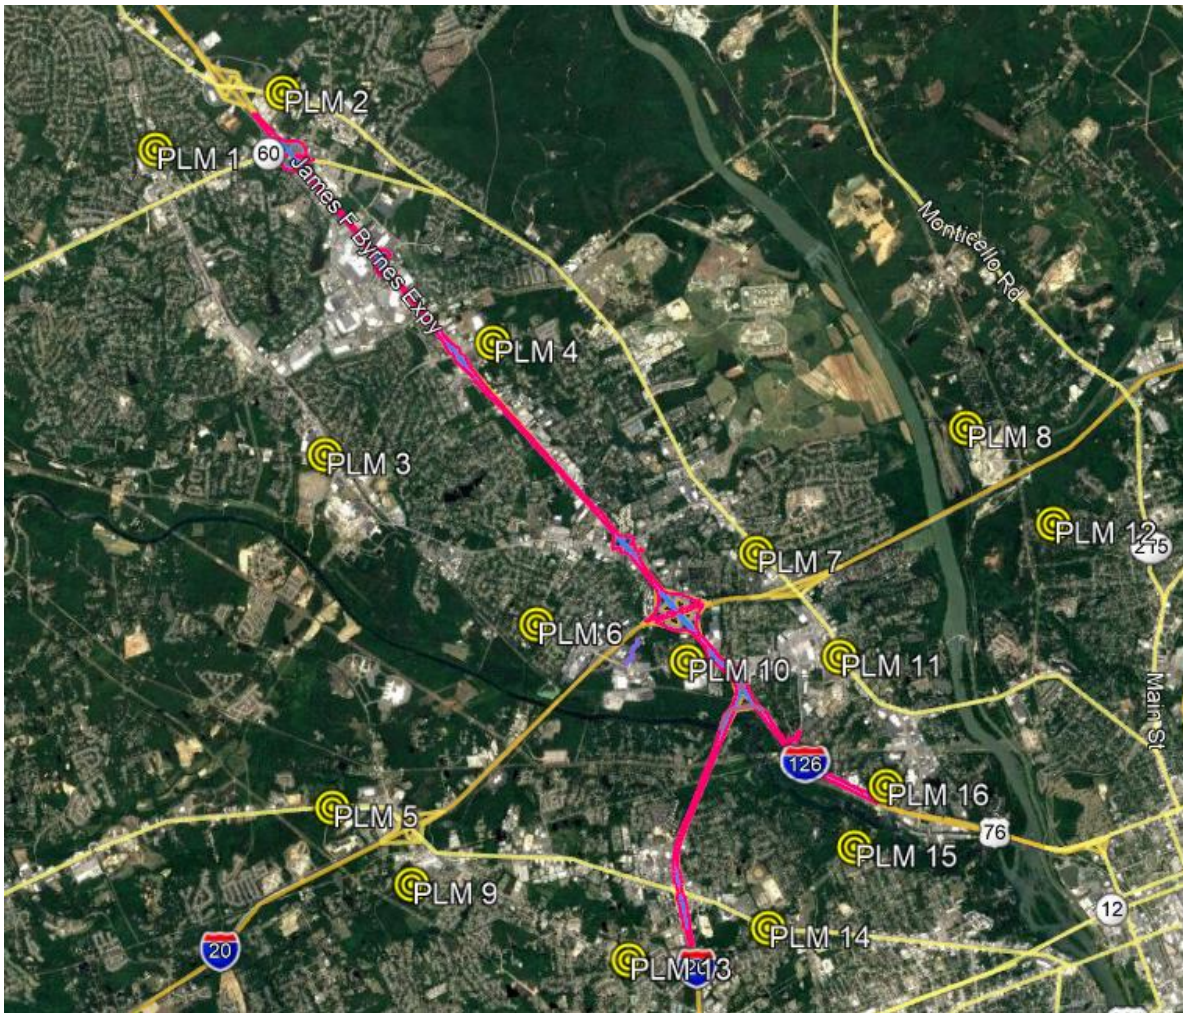 PLM 2
PLM 1
60
James F Byrnes Expy
Monticello Rd
PLM 4
PLM 8
PLM 3
PLM 12
215
PLM 7
PLM 6
PLM 10
PLM 11
Main St
126
PLM 16
PLM 5
76
PLM 15
PLM 9
12
PLM 14
20
PLM 13